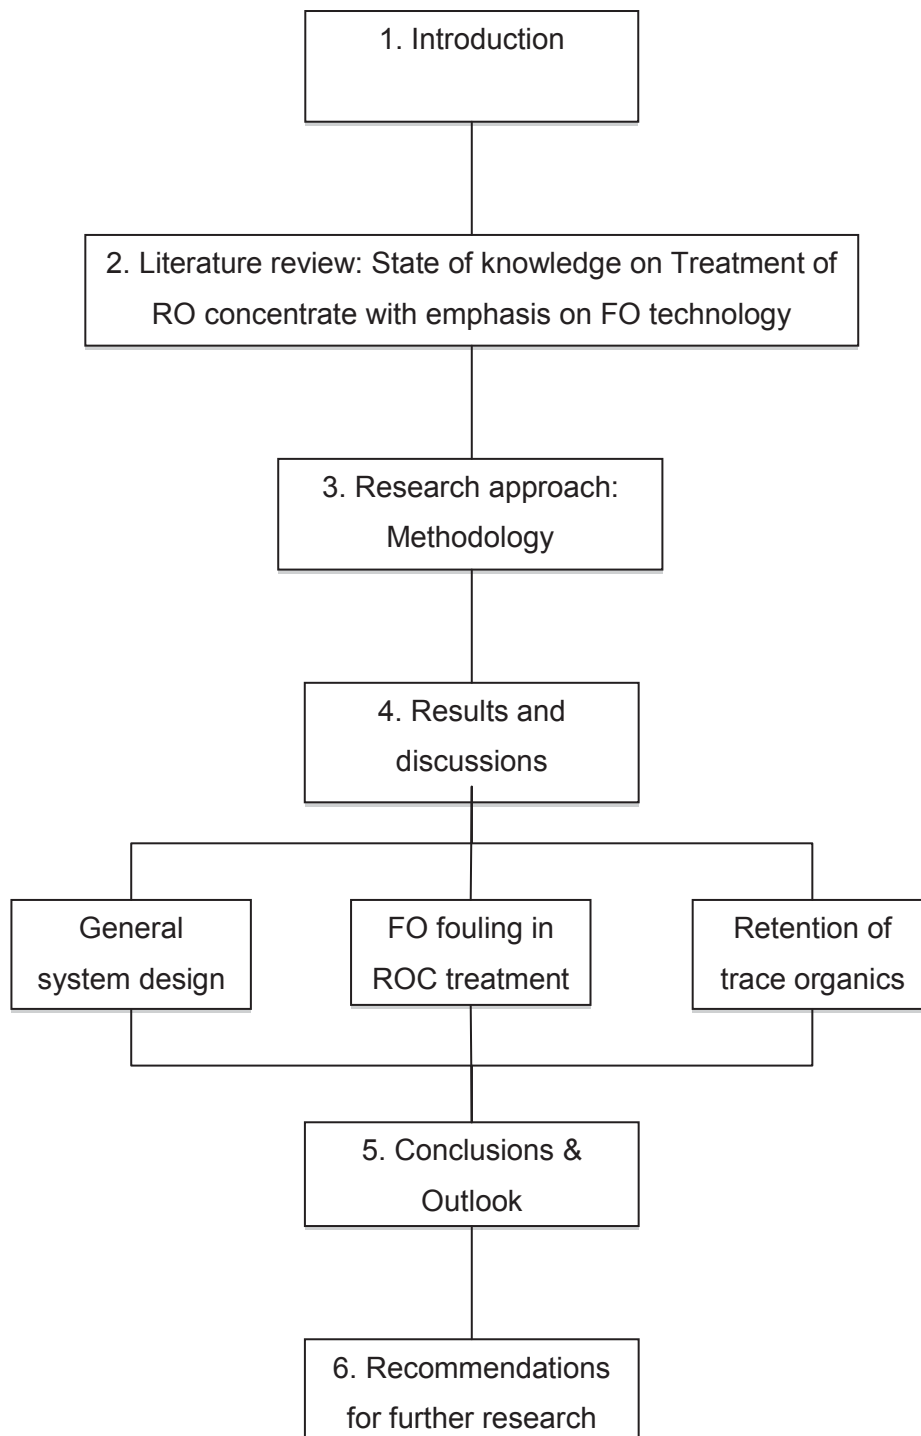 1. Introduction
2. Literature review: State of knowledge on Treatment of
RO concentrate with emphasis on FO technology
3. Research approach:
Methodology
4. Results and
discussions
General
system design
FO fouling in
ROC treatment
Retention of
trace organics
5. Conclusions &
Outlook
6. Recommendations
for further research